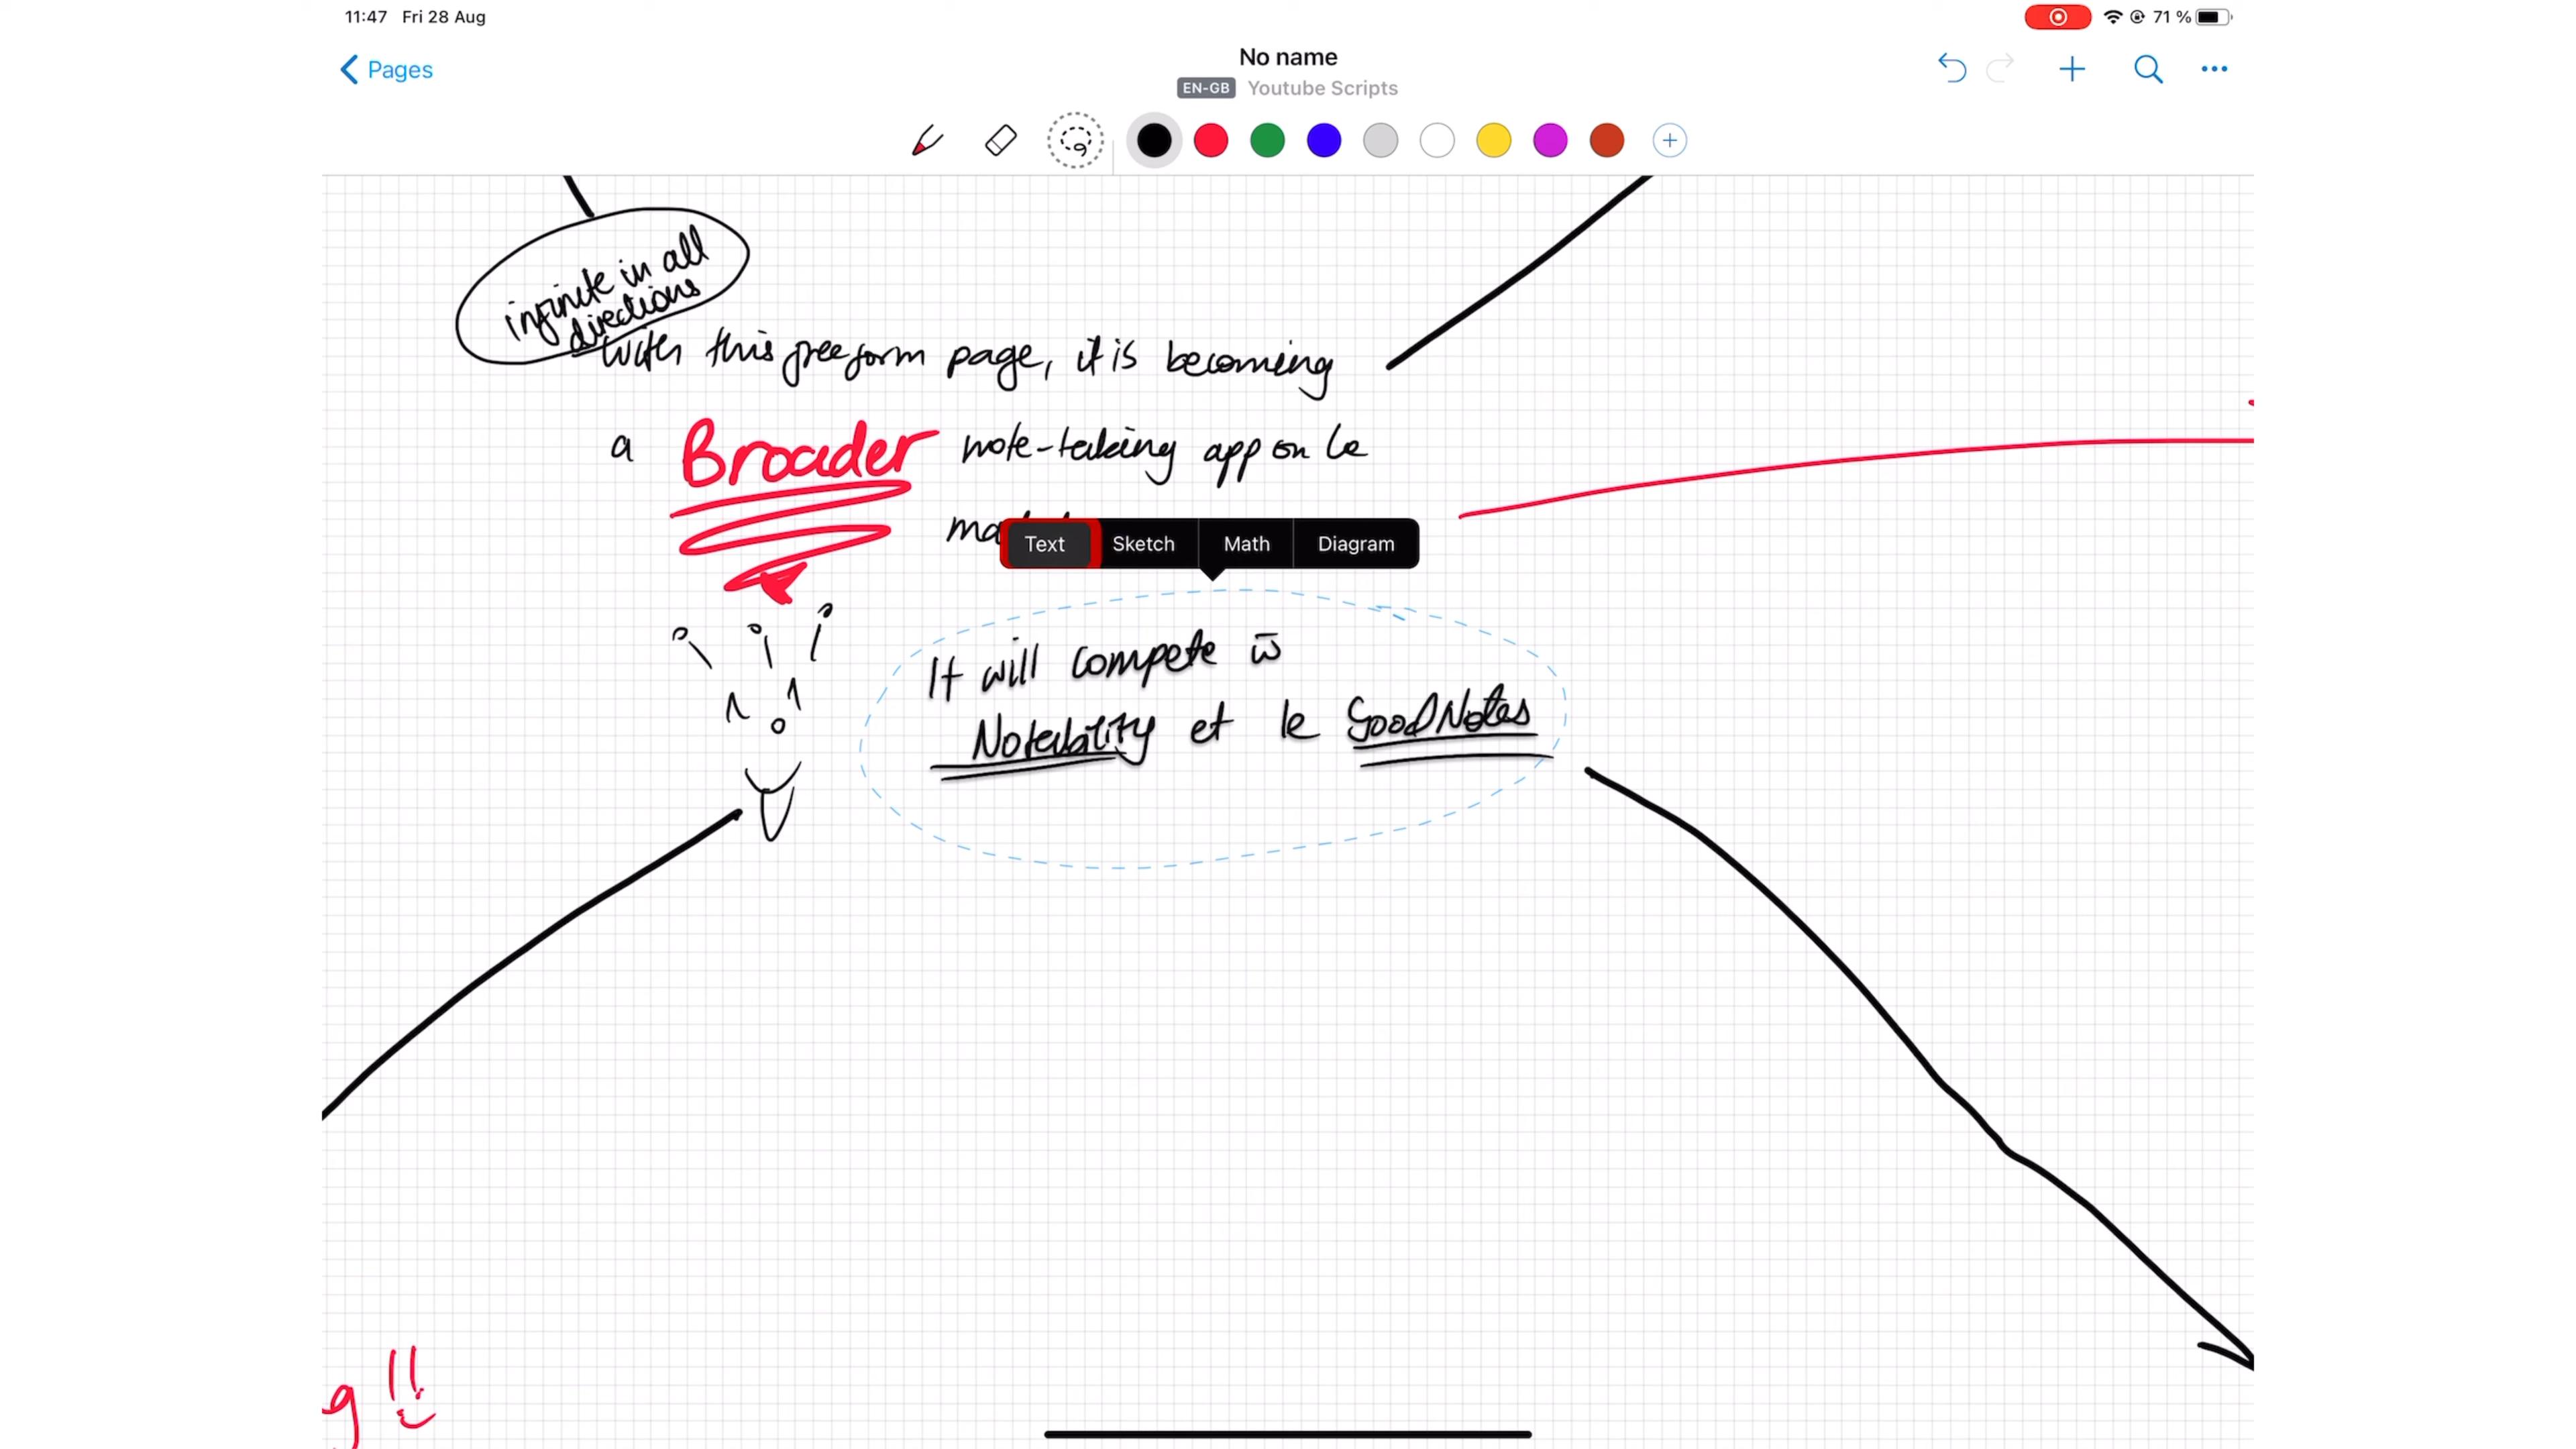 11:47 Fri 28 Aug
71 %
Pages
No name
EN-GB Youtube Scripts
infinite in all
directions
with this freeform page, it is becoming
a Broader note-taking app on le
Text Sketch Math Diagram
It will compete w̅
Notability et le GoodNotes
g !!